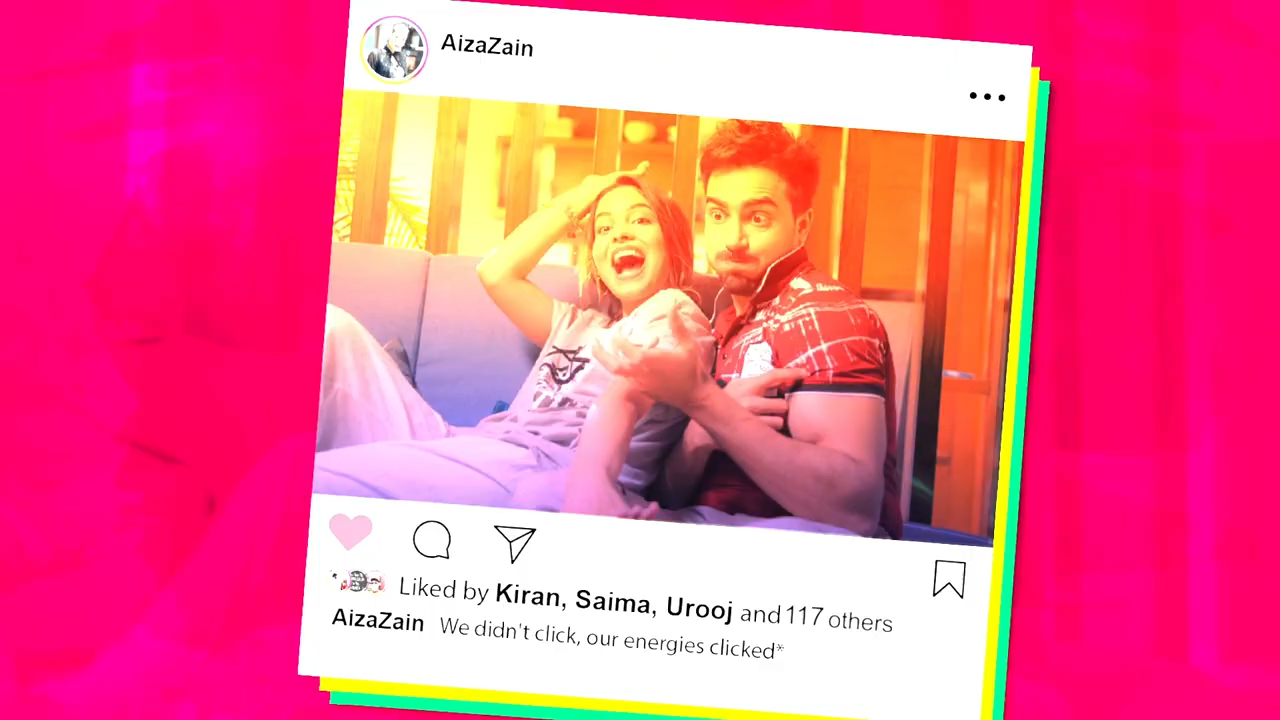 AizaZain
Liked by Kiran, Saima, Urooj and 117 others
AizaZain We didn't click, our energies clicked*